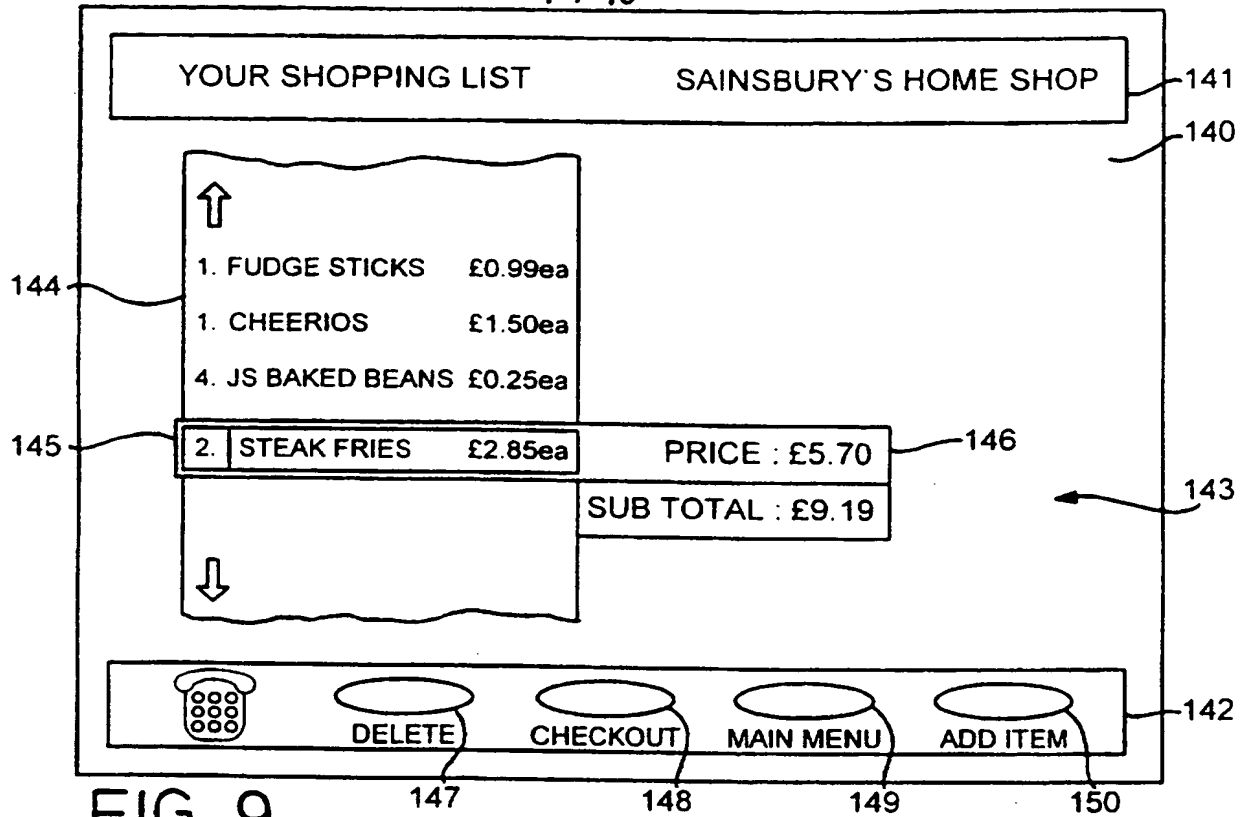 YOUR SHOPPING LIST SAINSBURY'S HOME SHOP
141
140
1. FUDGE STICKS £0.99ea
144
1. CHEERIOS £1.50ea
4. JS BAKED BEANS £0.25ea
145
2. STEAK FRIES £2.85ea PRICE : £5.70
146
143
SUB TOTAL : £9.19
142
DELETE CHECKOUT MAIN MENU ADD ITEM
147 148 149 150
FIG. 9